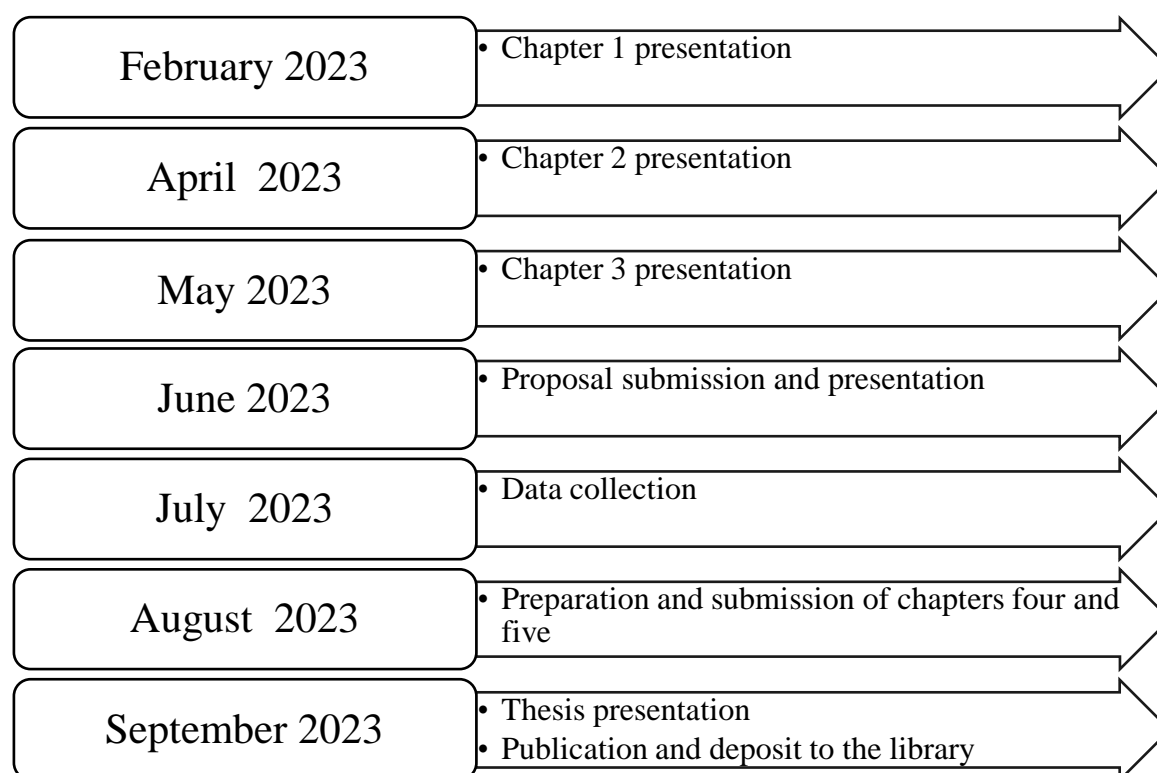 February 2023
• Chapter 1 presentation
April  2023
• Chapter 2 presentation
May 2023
• Chapter 3 presentation
June 2023
• Proposal submission and presentation
July  2023
• Data collection
August  2023
• Preparation and submission of chapters four and
five
September 2023
• Thesis presentation
• Publication and deposit to the library